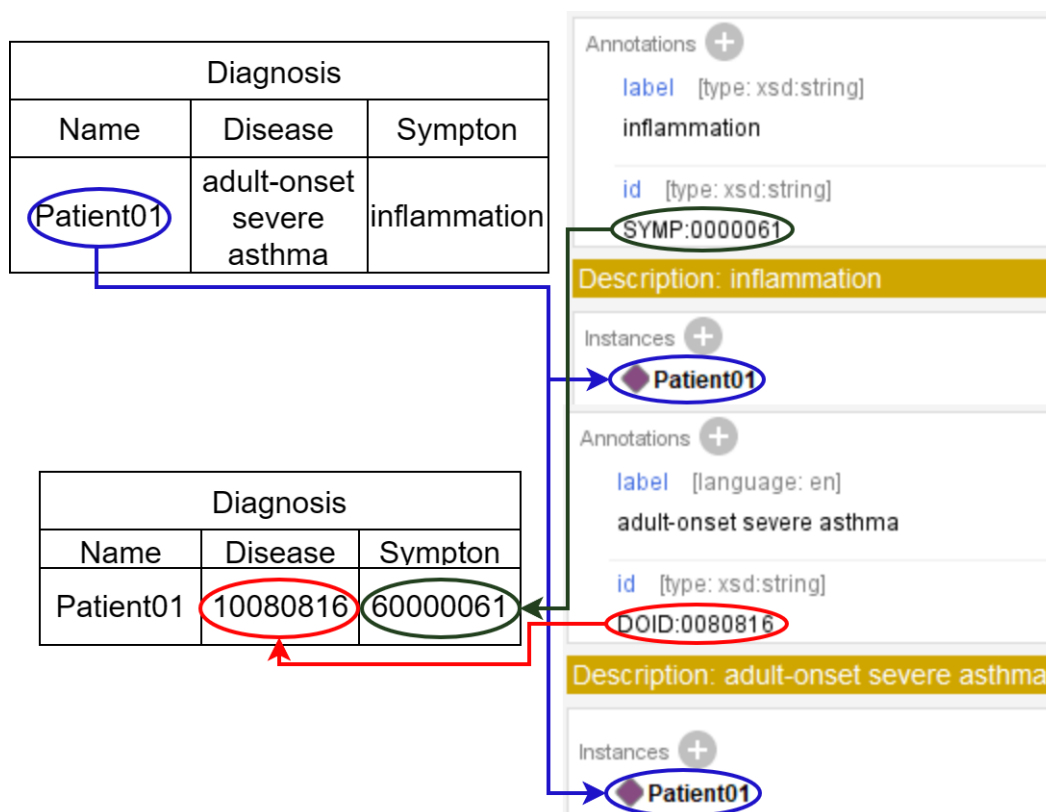 Diagnosis
Name Disease Sympton
Patient01 adult-onset severe asthma inflammation
Diagnosis
Name Disease Sympton
Patient01 10080816 60000061
Annotations
label [type: xsd:string]
inflammation
id [type: xsd:string]
SYMP:0000061
Description: inflammation
Instances
Patient01
Annotations
label [language: en]
adult-onset severe asthma
id [type: xsd:string]
DOID:0080816
Description: adult-onset severe asthma
Instances
Patient01